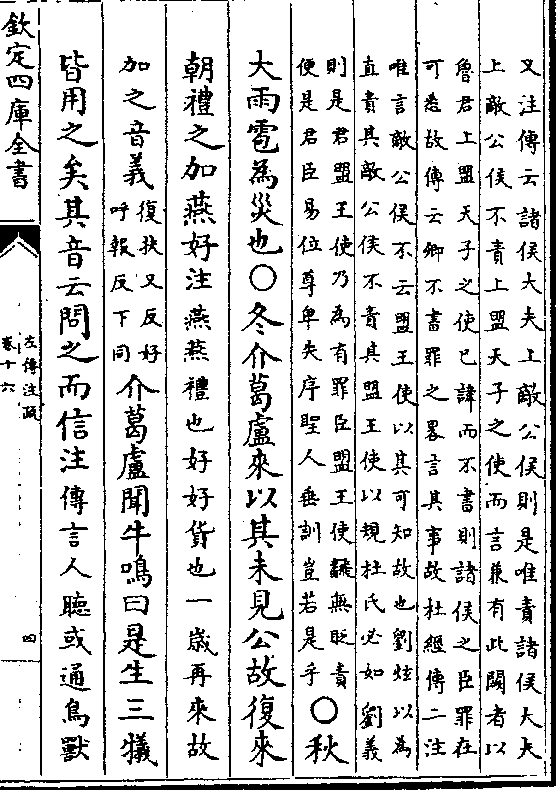 又注傳云諸侯大夫上敵公侯則是唯責諸侯大夫
上敵公侯不責上盟天子之使而言兼有此闕者以
魯君上盟天子之使已諱而不書則諸侯之臣罪在
可悉故傳云卿不書罪之畧言其事故杜經傳二注
唯言敵公侯不云盟王使以其可知故也劉炫以為
直責其敵公侯不責其盟王使以規杜氏必如劉義
則是君盟王使乃為有罪臣盟王使翻無貶責
便是君臣易位尊卑失序聖人垂訓豈若是乎〇秋
大雨雹為災也〇冬介葛盧來以其未見公故復來
朝禮之加燕好注燕燕禮也好好貨也一歲再來故
加之音義復扶又反好
呼報反下同介葛盧聞牛鳴曰是生三犧
皆用之矣其音云問之而信注傳言人聽或通鳥獸
欽定四庫全書
左傳注疏
卷十六
四